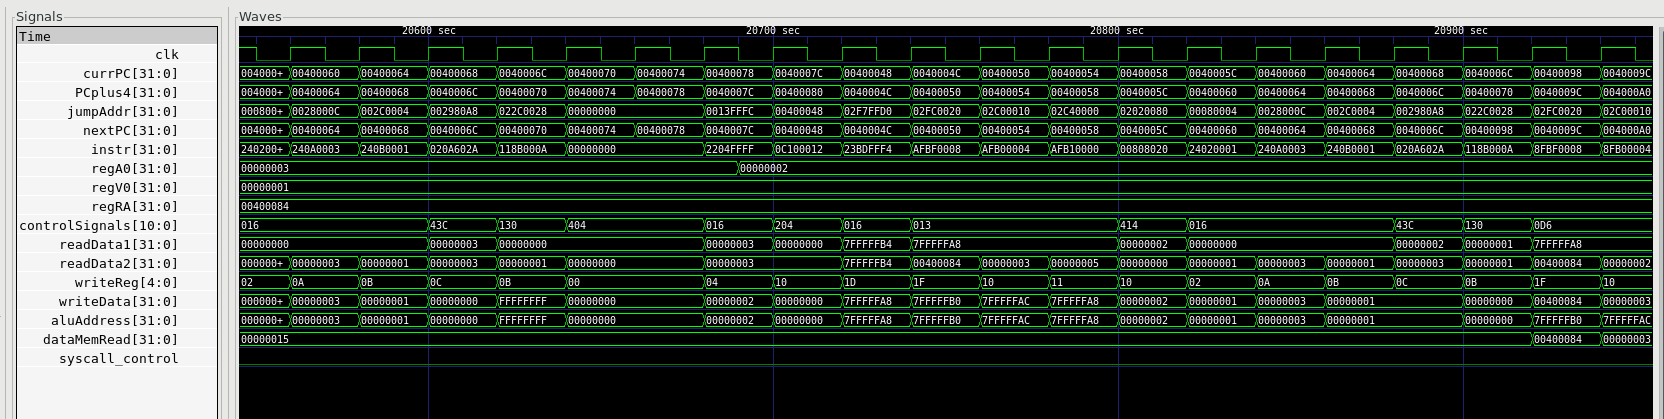 Signals Waves
Time 20600 sec 20700 sec 20800 sec 20900 sec
clk
currPC[31:0] 004000+ 00400060 00400064 00400068 0040006C 00400070 00400074 00400078 0040007C 00400048 0040004C 00400050 00400054 00400058 0040005C 00400060 00400064 00400068 0040006C 00400098 0040009C
PCplus4[31:0] 004000+ 00400064 00400068 0040006C 00400070 00400074 00400078 0040007C 00400080 0040004C 00400050 00400054 00400058 0040005C 00400060 00400064 00400068 0040006C 00400070 0040009C 004000A0
jumpAddr[31:0] 000800+ 0028000C 002C0004 002980A8 022C0028 00000000 0013FFFC 00400048 02F7FFD0 02FC0020 02C00010 02C40000 02020080 00080004 0028000C 002C0004 002980A8 022C0028 02FC0020 02C00010
nextPC[31:0] 004000+ 00400064 00400068 0040006C 00400070 00400074 00400078 0040007C 00400048 0040004C 00400050 00400054 00400058 0040005C 00400060 00400064 00400068 0040006C 00400098 0040009C 004000A0
instr[31:0] 240200+ 240A0003 240B0001 020A602A 118B000A 00000000 2204FFFF 0C100012 23BDFFF4 AFBF0008 AFB00004 AFB10000 00808020 24020001 240A0003 240B0001 020A602A 118B000A 8FBF0008 8FB00004
regA0[31:0] 00000003 00000002
regV0[31:0] 00000001
regRA[31:0] 00400084
controlSignals[10:0] 016 43C 130 404 016 204 016 013 414 016 43C 130 0D6
readData1[31:0] 00000000 00000003 00000000 00000003 00000000 7FFFFFB4 7FFFFFA8 00000002 00000000 00000002 00000001 7FFFFFA8
readData2[31:0] 000000+ 00000003 00000001 00000003 00000001 00000000 00000003 7FFFFFB4 00400084 00000003 00000005 00000000 00000001 00000003 00000001 00000003 00000001 00400084 00000002
writeReg[4:0] 02 0A 0B 0C 0B 00 04 10 1D 1F 10 11 10 02 0A 0B 0C 0B 1F 10
writeData[31:0] 000000+ 00000003 00000001 00000000 FFFFFFFF 00000000 00000002 00000000 7FFFFFA8 7FFFFFB0 7FFFFFAC 7FFFFFA8 00000002 00000001 00000003 00000001 00000000 00400084 00000003
aluAddress[31:0] 000000+ 00000003 00000001 00000000 FFFFFFFF 00000000 00000002 00000000 7FFFFFA8 7FFFFFB0 7FFFFFAC 7FFFFFA8 00000002 00000001 00000003 00000001 00000000 7FFFFFB0 7FFFFFAC
dataMemRead[31:0] 00000015 00400084 00000003
syscall_control